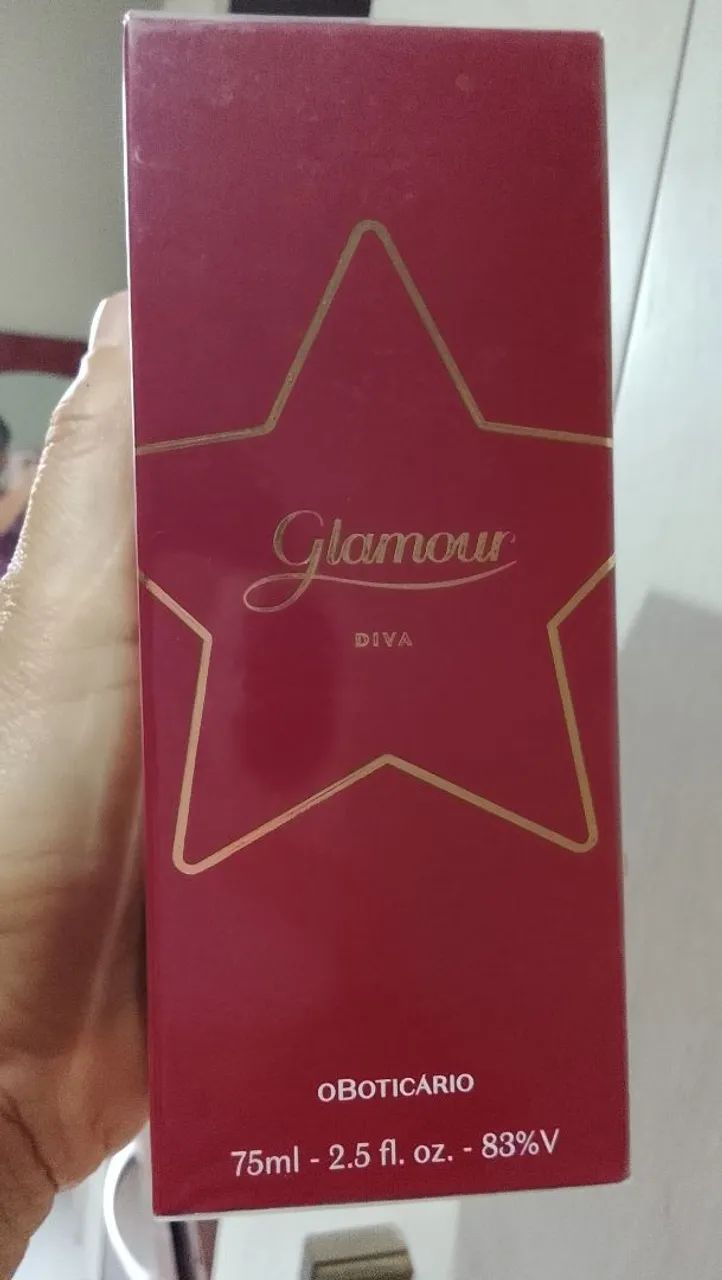 Glamour
DIVA
oBOTICÁRIO
75ml - 2.5 fl. oz. - 83%V